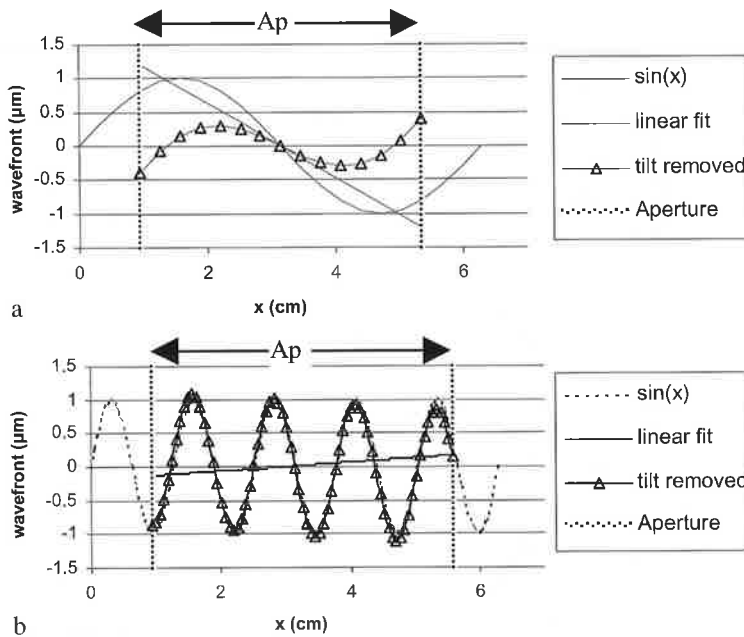 Ap
1.5
1
0.5
0
-0.5
-1
-1.5
wavefront (μm)
0 2 4 6
x (cm)
sin(x)
linear fit
tilt removed
Aperture
a
Ap
1.5
1
0.5
0
-0.5
-1
-1.5
wavefront (μm)
0 2 4 6
x (cm)
sin(x)
linear fit
tilt removed
Aperture
b